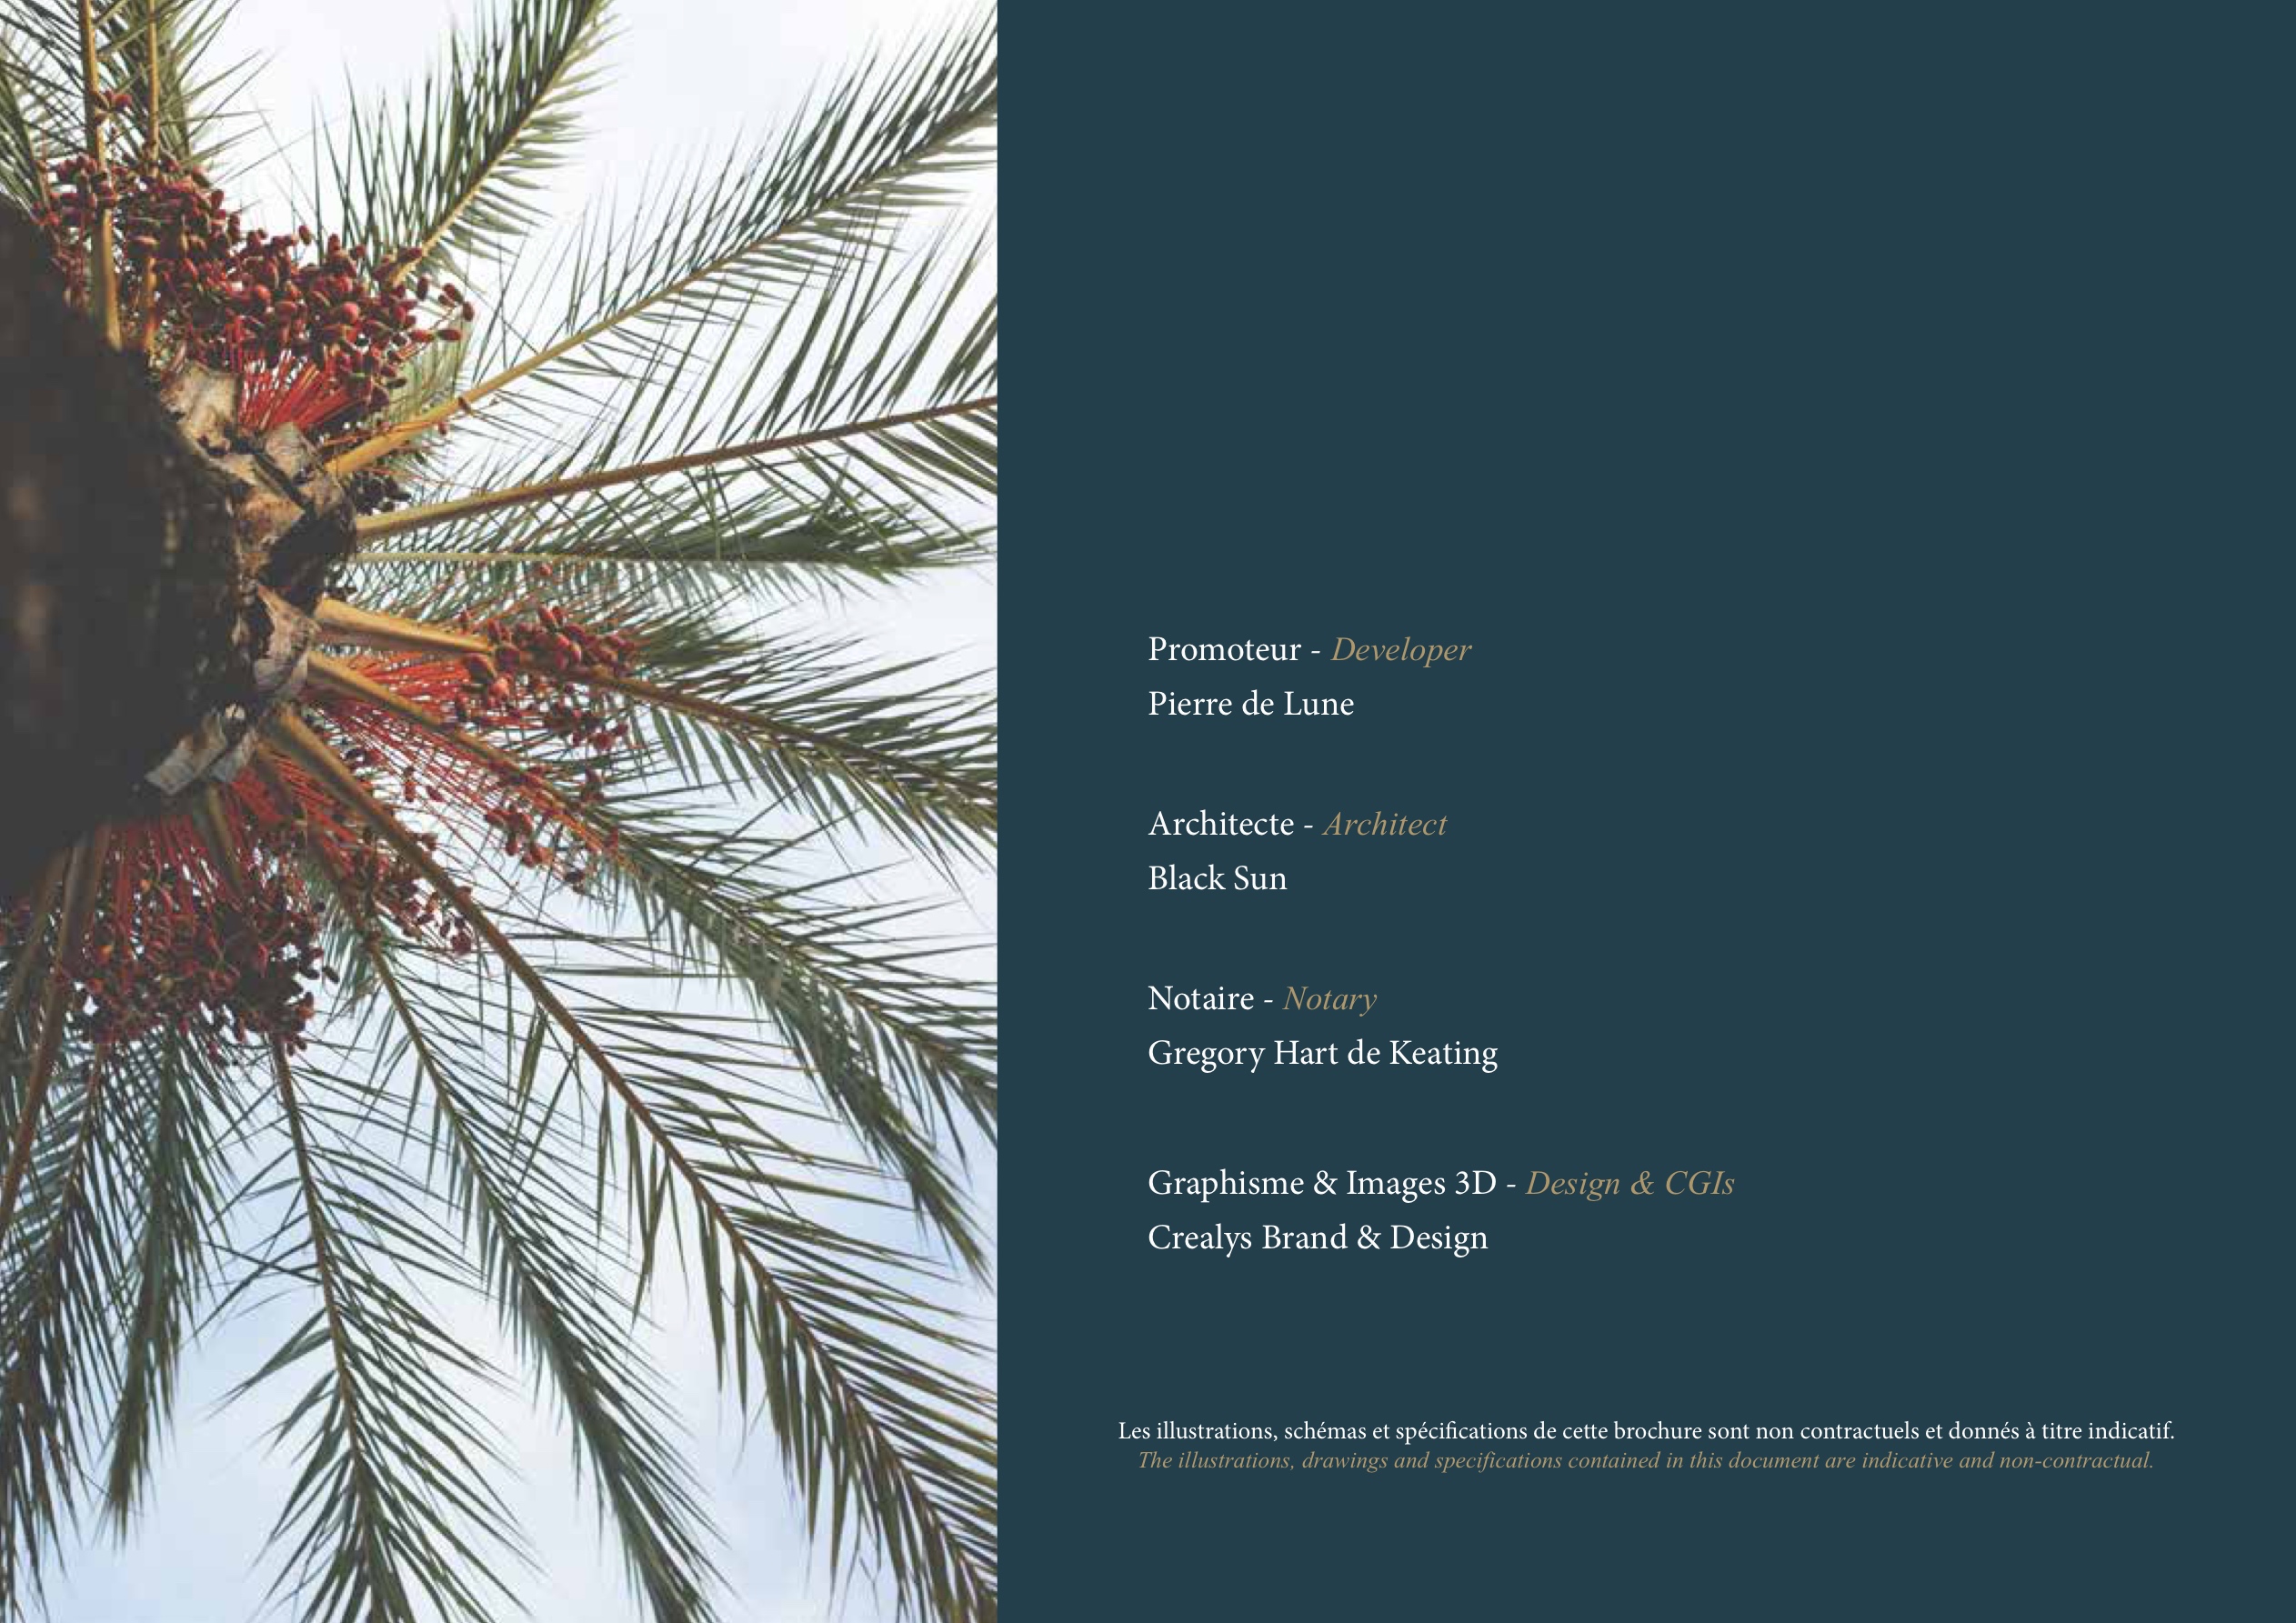 Promoteur - Developer
Pierre de Lune
Architecte - Architect
Black Sun
Notaire - Notary
Gregory Hart de Keating
Graphisme & Images 3D - Design & CGIs
Crealys Brand & Design
Les illustrations, schémas et spécifications de cette brochure sont non contractuels et donnés à titre indicatif.
The illustrations, drawings and specifications contained in this document are indicative and non-contractual.